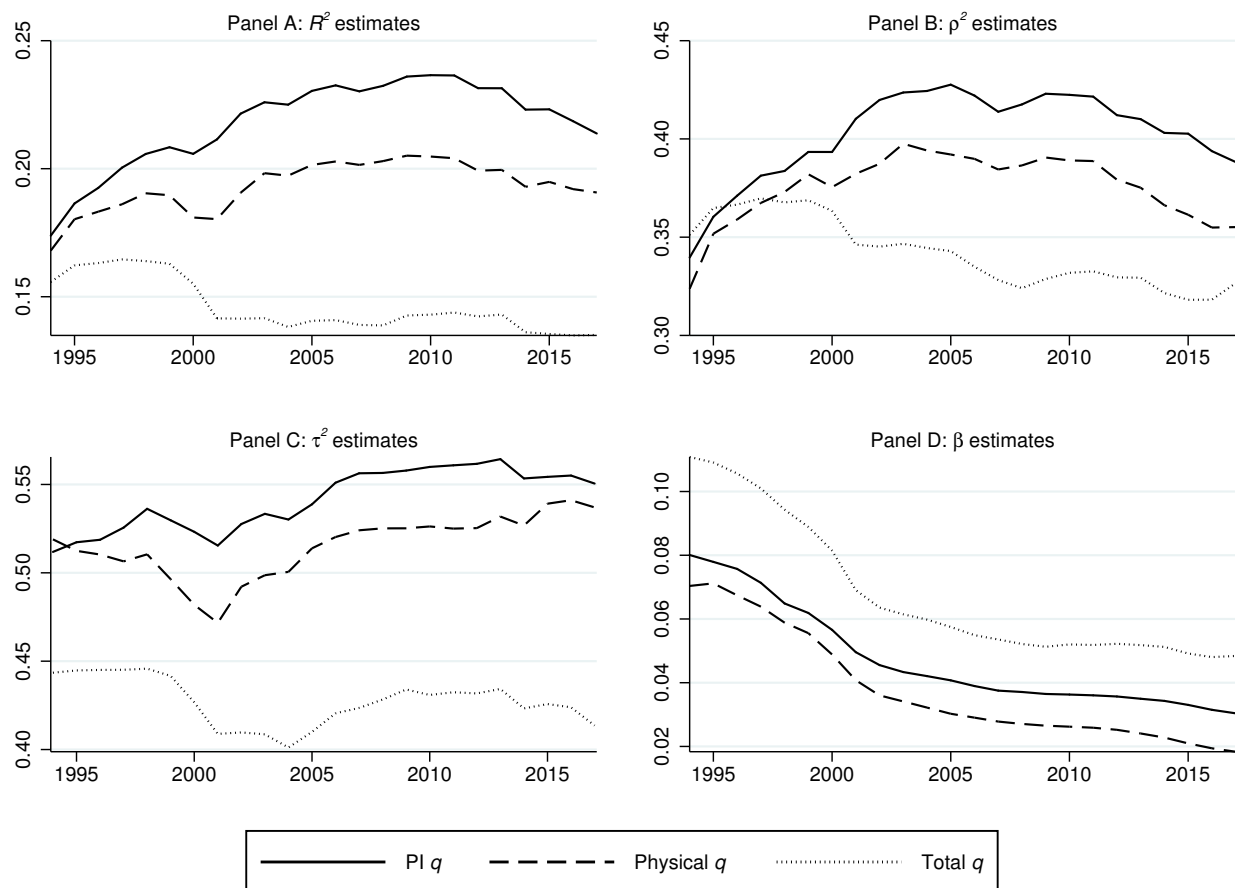 Panel A: R² estimates
0.25
0.20
0.15
1995 2000 2005 2010 2015
Panel B: ρ² estimates
0.45
0.40
0.35
0.30
1995 2000 2005 2010 2015
Panel C: τ² estimates
0.55
0.50
0.45
0.40
1995 2000 2005 2010 2015
Panel D: β estimates
0.10
0.08
0.06
0.04
0.02
1995 2000 2005 2010 2015
PI q Physical q Total q